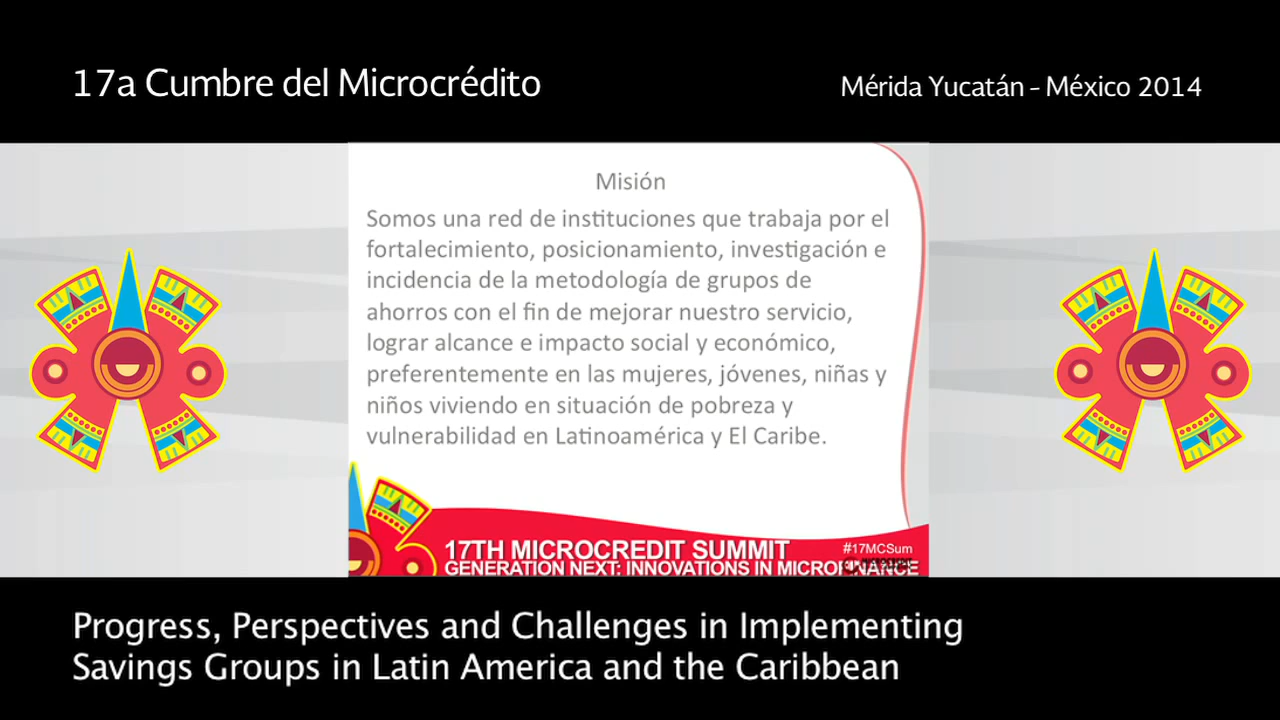 17a Cumbre del Microcrédito
Mérida Yucatán - México 2014
Misión
Somos una red de instituciones que trabaja por el
fortalecimiento, posicionamiento, investigación e
incidencia de la metodología de grupos de
ahorros con el fin de mejorar nuestro servicio,
lograr alcance e impacto social y económico,
preferentemente en las mujeres, jóvenes, niñas y
niños viviendo en situación de pobreza y
vulnerabilidad en Latinoamérica y El Caribe.
17TH MICROCREDIT SUMMIT
#17MCSum
GENERATION NEXT: INNOVATIONS IN MICROFINANCE
Progress, Perspectives and Challenges in Implementing
Savings Groups in Latin America and the Caribbean